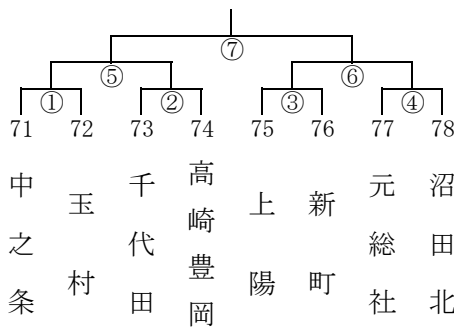 ⑦
⑤ ⑥
① ② ③ ④
71 72 73 74 75 76 77 78
中之条
玉村
千代田
高崎豊岡
上陽
新町
元総社
沼田北